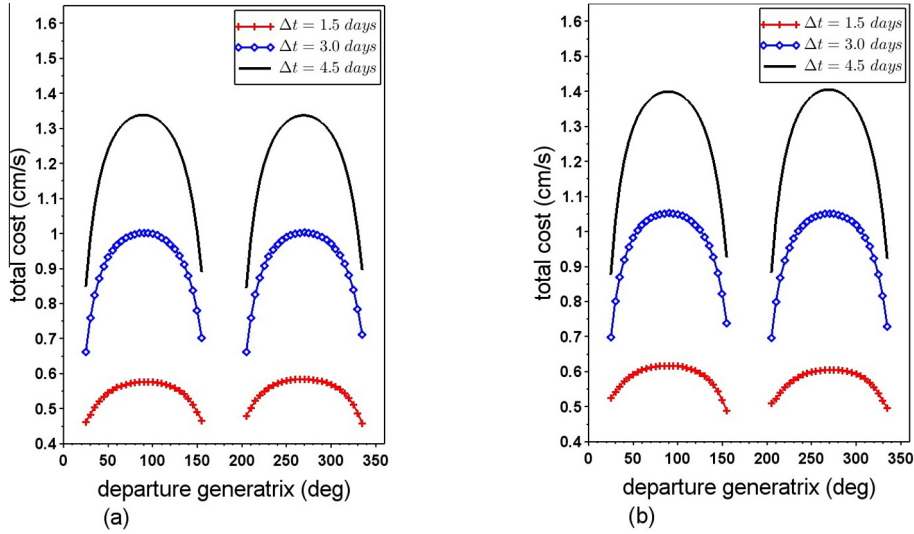 1.6
1.5
1.4
1.3
1.2
1.1
1
0.9
0.8
0.7
0.6
0.5
0.4
total cost (cm/s)
Δt = 1.5 days
Δt = 3.0 days
Δt = 4.5 days
0 50 100 150 200 250 300 350
departure generatrix (deg)
(a)
1.6
1.5
1.4
1.3
1.2
1.1
1
0.9
0.8
0.7
0.6
0.5
0.4
total cost (cm/s)
Δt = 1.5 days
Δt = 3.0 days
Δt = 4.5 days
0 50 100 150 200 250 300 350
departure generatrix (deg)
(b)